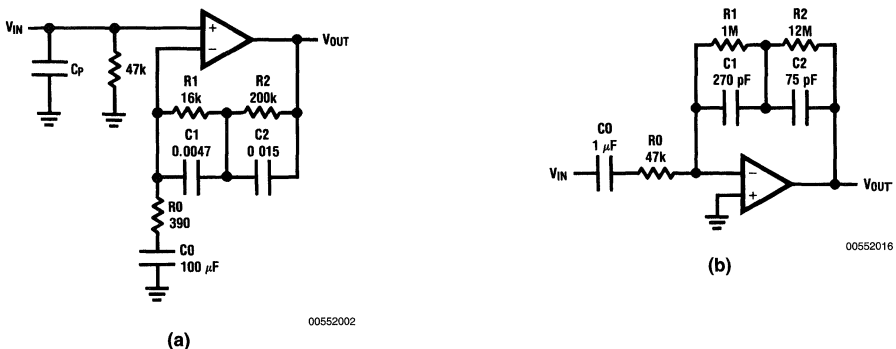 VIN
CP
47k
+
−
VOUT
R1
16k
R2
200k
C1
0.0047
C2
0 015
R0
390
C0
100 μF
00552002
(a)
R1
1M
R2
12M
C1
270 pF
C2
75 pF
C0
1 μF
R0
47k
VIN
−
+
VOUT
00552016
(b)